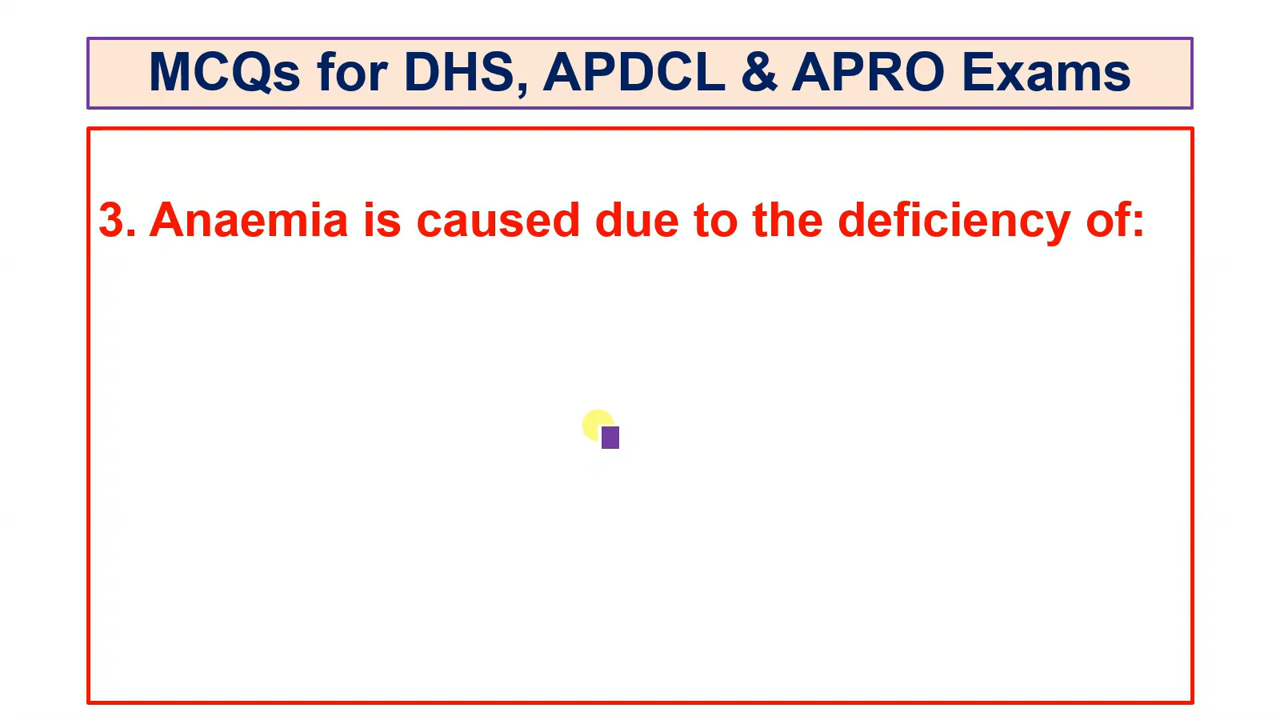 MCQs for DHS, APDCL & APRO Exams
3. Anaemia is caused due to the deficiency of: